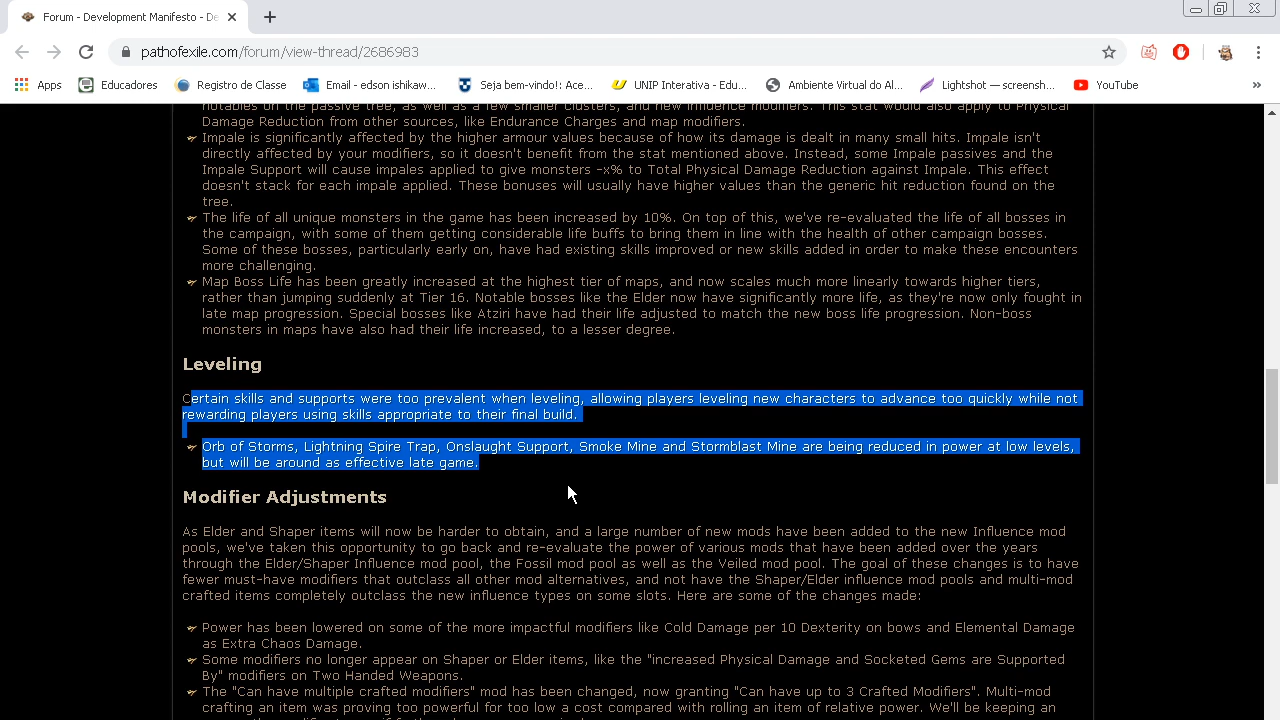 Forum - Development Manifesto - De
pathofexile.com/forum/view-thread/2686983
Apps Educadores Registro de Classe Email - edson ishikaw... Seja bem-vindo!: Ace... UNIP Interativa - Edu... Ambiente Virtual do Al... Lightshot — screensh... YouTube »
notables on the passive tree, as well as a few smaller clusters, and new influence modifiers. This stat would also apply to Physical
Damage Reduction from other sources, like Endurance Charges and map modifiers.
Impale is significantly affected by the higher armour values because of how its damage is dealt in many small hits. Impale isn't
directly affected by your modifiers, so it doesn't benefit from the stat mentioned above. Instead, some Impale passives and the
Impale Support will cause impales applied to give monsters -x% to Total Physical Damage Reduction against Impale. This effect
doesn't stack for each impale applied. These bonuses will usually have higher values than the generic hit reduction found on the
tree.
The life of all unique monsters in the game has been increased by 10%. On top of this, we've re-evaluated the life of all bosses in
the campaign, with some of them getting considerable life buffs to bring them in line with the health of other campaign bosses.
Some of these bosses, particularly early on, have had existing skills improved or new skills added in order to make these encounters
more challenging.
Map Boss Life has been greatly increased at the highest tier of maps, and now scales much more linearly towards higher tiers,
rather than jumping suddenly at Tier 16. Notable bosses like the Elder now have significantly more life, as they're now only fought in
late map progression. Special bosses like Atziri have had their life adjusted to match the new boss life progression. Non-boss
monsters in maps have also had their life increased, to a lesser degree.
Leveling
Certain skills and supports were too prevalent when leveling, allowing players leveling new characters to advance too quickly while not
rewarding players using skills appropriate to their final build.
Orb of Storms, Lightning Spire Trap, Onslaught Support, Smoke Mine and Stormblast Mine are being reduced in power at low levels,
but will be around as effective late game.
Modifier Adjustments
As Elder and Shaper items will now be harder to obtain, and a large number of new mods have been added to the new Influence mod
pools, we've taken this opportunity to go back and re-evaluate the power of various mods that have been added over the years
through the Elder/Shaper Influence mod pool, the Fossil mod pool as well as the Veiled mod pool. The goal of these changes is to have
fewer must-have modifiers that outclass all other mod alternatives, and not have the Shaper/Elder influence mod pools and multi-mod
crafted items completely outclass the new influence types on some slots. Here are some of the changes made:
Power has been lowered on some of the more impactful modifiers like Cold Damage per 10 Dexterity on bows and Elemental Damage
as Extra Chaos Damage.
Some modifiers no longer appear on Shaper or Elder items, like the "increased Physical Damage and Socketed Gems are Supported
By" modifiers on Two Handed Weapons.
The "Can have multiple crafted modifiers" mod has been changed, now granting "Can have up to 3 Crafted Modifiers". Multi-mod
crafting an item was proving too powerful for too low a cost compared with rolling an item of relative power. We'll be keeping an